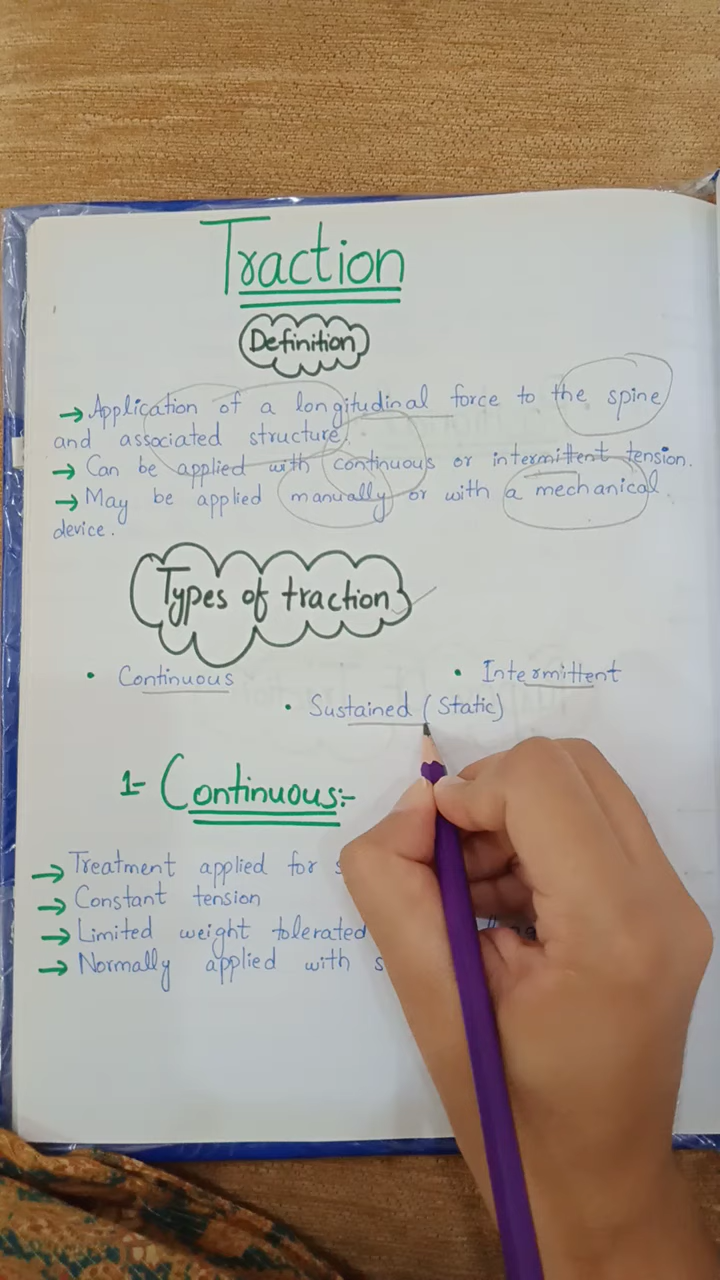 Traction
Definition
→ Application of a longitudinal force to the spine
and associated structure.
→ Can be applied with continuous or intermittent tension.
→ May be applied manually or with a mechanical
device.
Types of traction
• Continuous
• Intermittent
• Sustained (Static)
1- Continuous:-
→ Treatment applied for
→ Constant tension
→ Limited weight tolerated
→ Normally applied with